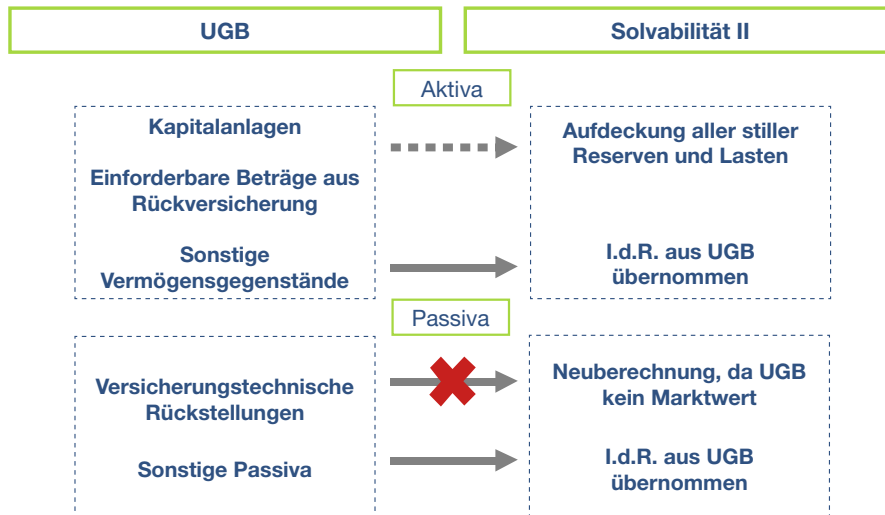 UGB
Solvabilität II
Aktiva
Kapitalanlagen
Einforderbare Beträge aus
Rückversicherung
Sonstige
Vermögensgegenstände
Aufdeckung aller stiller
Reserven und Lasten
I.d.R. aus UGB
übernommen
Passiva
Versicherungstechnische
Rückstellungen
Sonstige Passiva
Neuberechnung, da UGB
kein Marktwert
I.d.R. aus UGB
übernommen